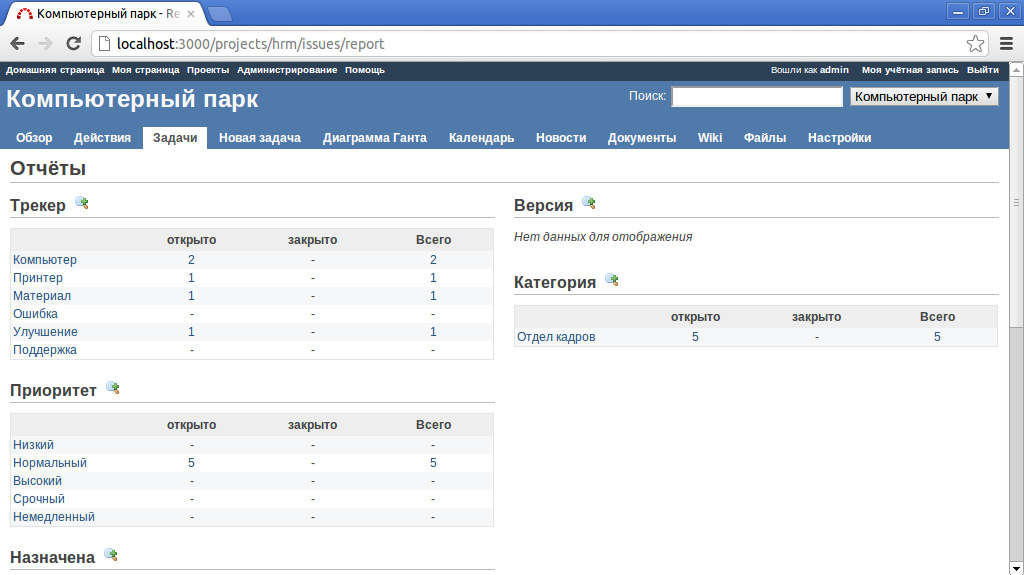 Компьютерный парк - Re
localhost:3000/projects/hrm/issues/report
Домашняя страница Моя страница Проекты Администрирование Помощь Вошли как admin Моя учётная запись Выйти
Компьютерный парк Поиск: Компьютерный парк
Обзор Действия Задачи Новая задача Диаграмма Ганта Календарь Новости Документы Wiki Файлы Настройки
Отчёты
Трекер
открыто закрыто Всего
Компьютер 2 - 2
Принтер 1 - 1
Материал 1 - 1
Ошибка - - -
Улучшение 1 - 1
Поддержка - - -
Приоритет
открыто закрыто Всего
Низкий - - -
Нормальный 5 - 5
Высокий - - -
Срочный - - -
Немедленный - - -
Назначена
Версия
Нет данных для отображения
Категория
открыто закрыто Всего
Отдел кадров 5 - 5